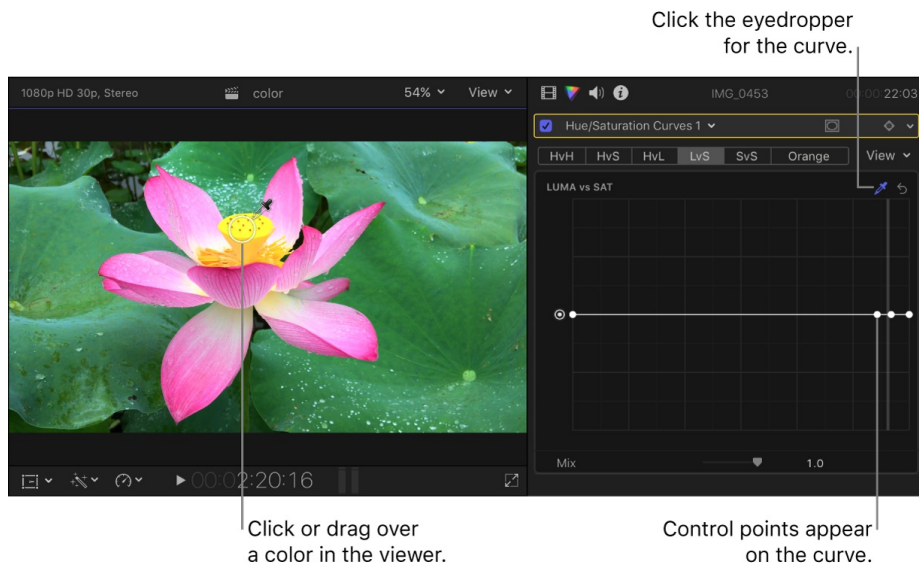 Click the eyedropper
for the curve.
1080p HD 30p, Stereo
color
54%
View
IMG_0453
00:00:22:03
Hue/Saturation Curves 1
HvH HvS HvL LvS SvS Orange View
LUMA vs SAT
Mix 1.0
00:02:20:16
Click or drag over
a color in the viewer.
Control points appear
on the curve.